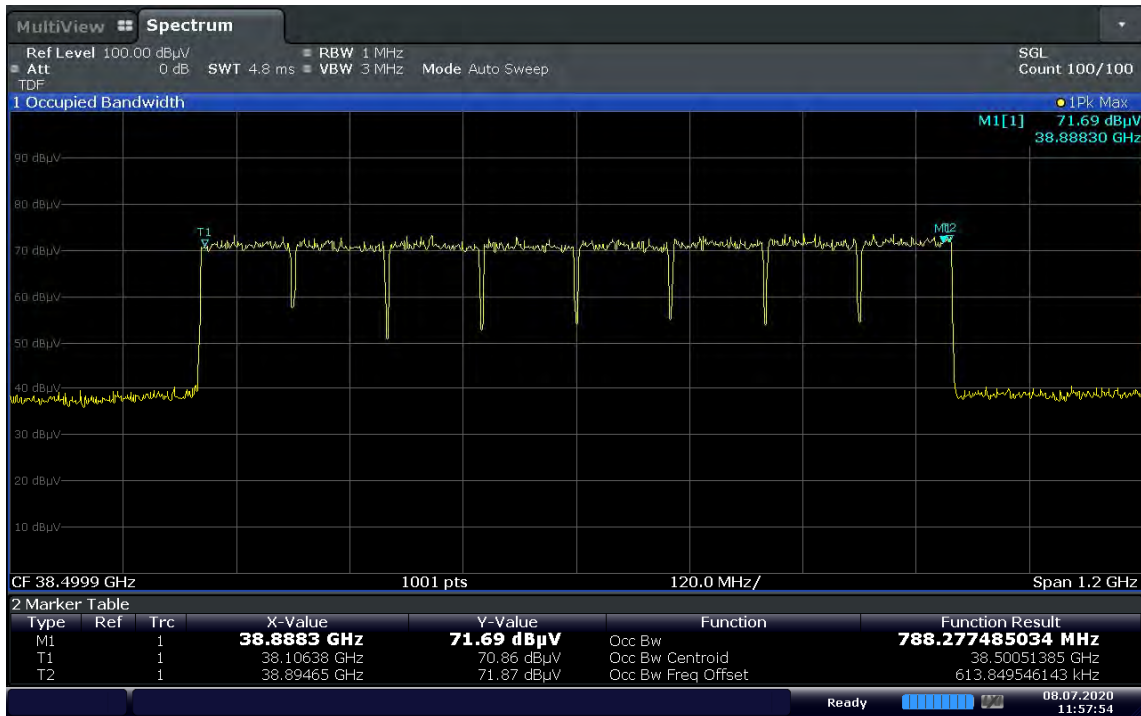 MultiView Spectrum
Ref Level 100.00 dBµV RBW 1 MHz SGL
Att 0 dB SWT 4.8 ms VBW 3 MHz Mode Auto Sweep Count 100/100
TDF
1 Occupied Bandwidth 1Pk Max
M1[1] 71.69 dBµV
38.88830 GHz
90 dBµV
80 dBµV
T1
70 dBµV
60 dBµV
50 dBµV
40 dBµV
30 dBµV
20 dBµV
10 dBµV
CF 38.4999 GHz 1001 pts 120.0 MHz/ Span 1.2 GHz
2 Marker Table
Type Ref Trc X-Value Y-Value Function Function Result
M1 1 38.8883 GHz 71.69 dBµV Occ Bw 788.277485034 MHz
T1 1 38.10638 GHz 70.86 dBµV Occ Bw Centroid 38.50051385 GHz
T2 1 38.89465 GHz 71.87 dBµV Occ Bw Freq Offset 613.849546143 kHz
Ready 08.07.2020
11:57:54